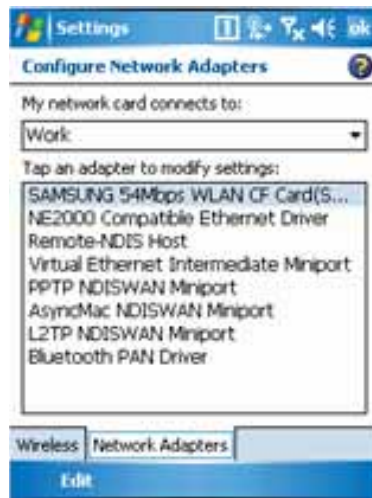 Settings ok
Configure Network Adapters ?
My network card connects to:
Work
Tap an adapter to modify settings:
SAMSUNG 54Mbps WLAN CF Card(S...
NE2000 Compatible Ethernet Driver
Remote-NDIS Host
Virtual Ethernet Intermediate Miniport
PPTP NDISWAN Miniport
AsyncMac NDISWAN Miniport
L2TP NDISWAN Miniport
Bluetooth PAN Driver
Wireless Network Adapters
Edit